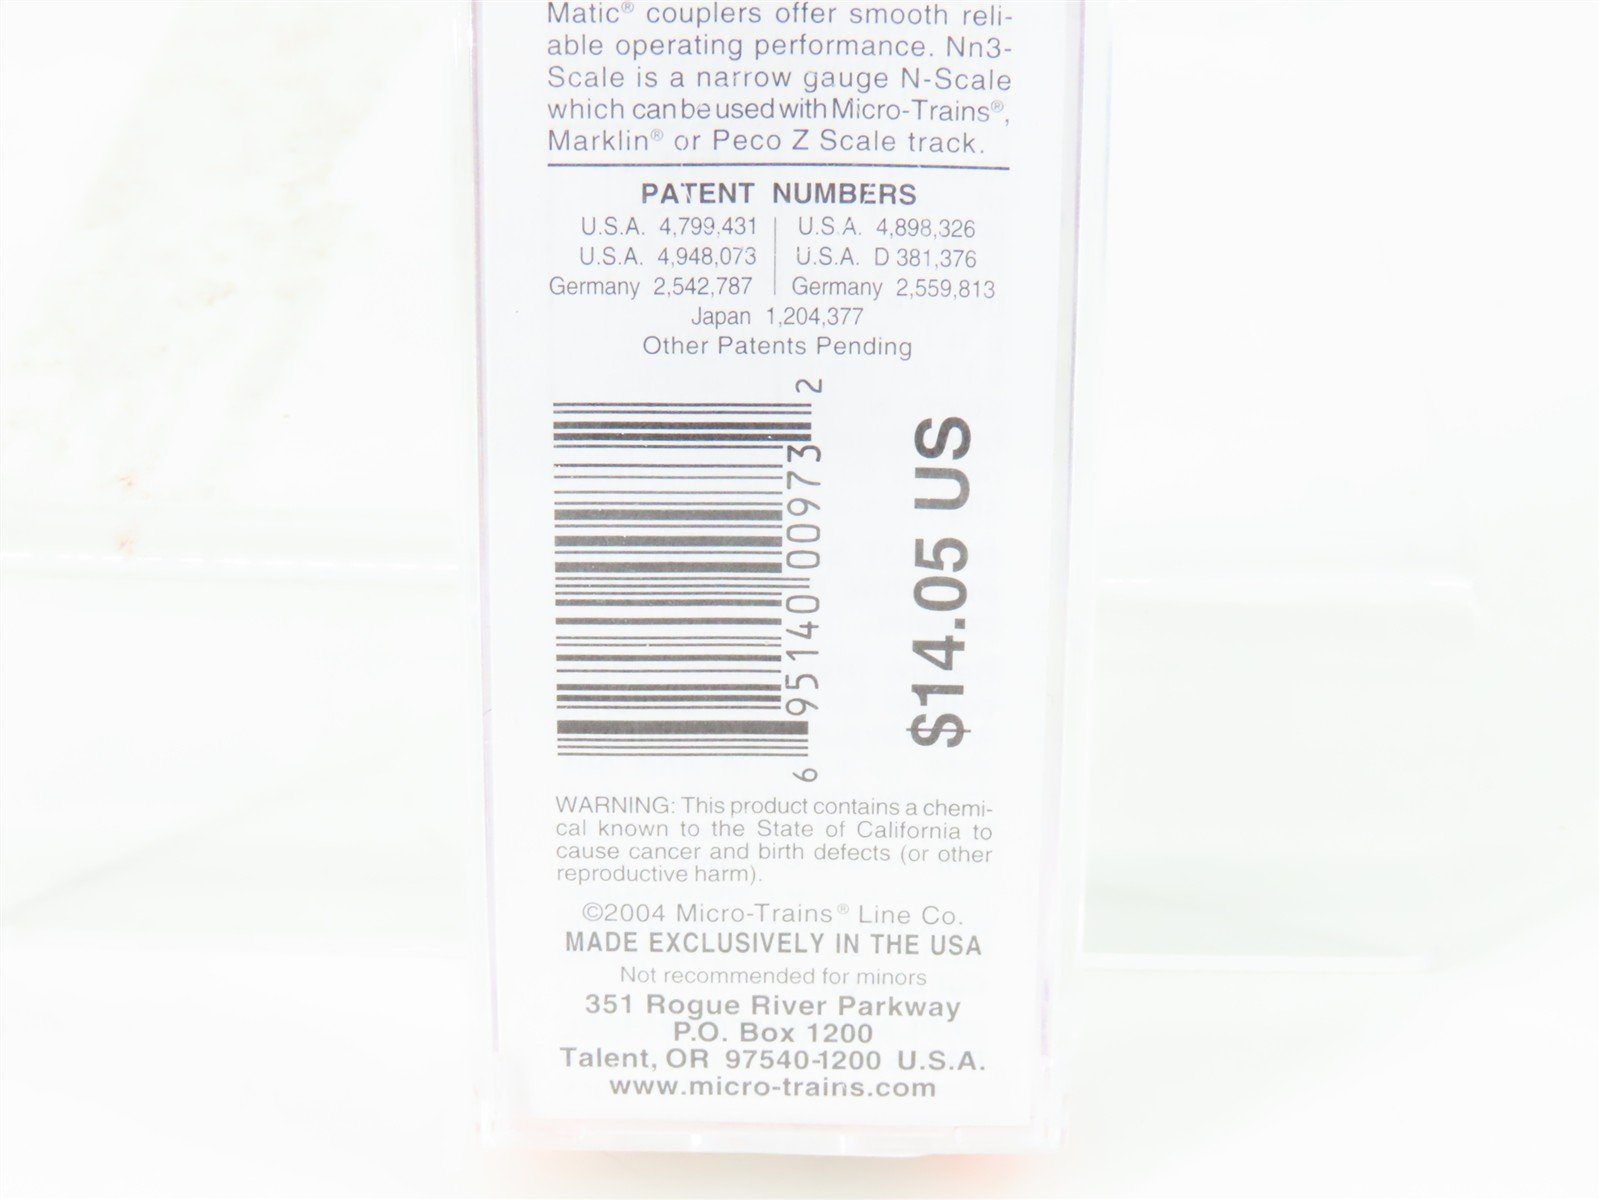 Matic® couplers offer smooth reli-
able operating performance. Nn3-
Scale is a narrow gauge N-Scale
which can be used with Micro-Trains®,
Marklin® or Peco Z Scale track.
PATENT NUMBERS
U.S.A. 4,799,431 | U.S.A. 4,898,326
U.S.A. 4,948,073 | U.S.A. D 381,376
Germany 2,542,787 | Germany 2,559,813
Japan 1,204,377
Other Patents Pending
6 95140 00973 2
$14.05 US
WARNING: This product contains a chemi-
cal known to the State of California to
cause cancer and birth defects (or other
reproductive harm).
©2004 Micro-Trains® Line Co.
MADE EXCLUSIVELY IN THE USA
Not recommended for minors
351 Rogue River Parkway
P.O. Box 1200
Talent, OR 97540-1200 U.S.A.
www.micro-trains.com